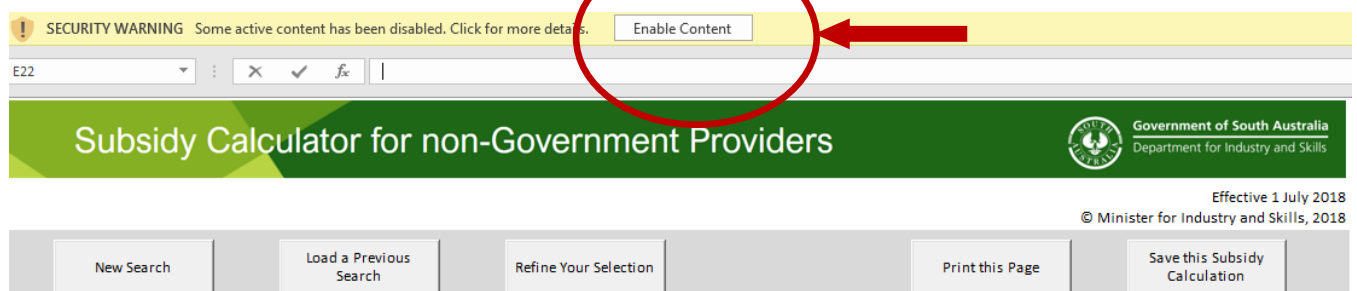 SECURITY WARNING Some active content has been disabled. Click for more details. Enable Content
E22 fx
Subsidy Calculator for non-Government Providers
SOUTH AUSTRALIA
Government of South Australia
Department for Industry and Skills
Effective 1 July 2018
© Minister for Industry and Skills, 2018
New Search
Load a Previous
Search
Refine Your Selection
Print this Page
Save this Subsidy
Calculation